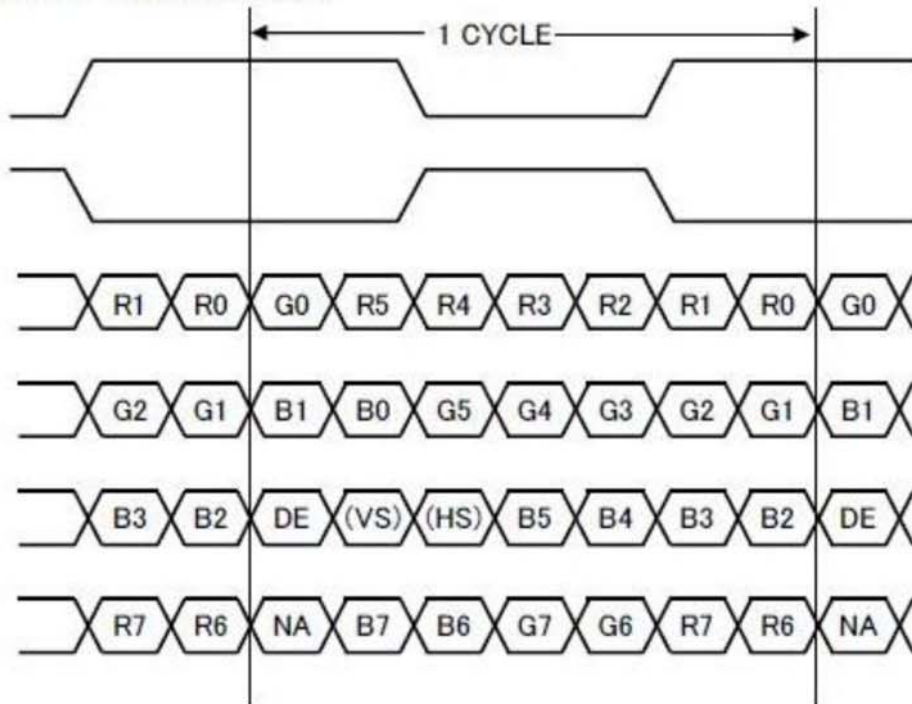 1 CYCLE
R1 R0 G0 R5 R4 R3 R2 R1 R0 G0
G2 G1 B1 B0 G5 G4 G3 G2 G1 B1
B3 B2 DE (VS) (HS) B5 B4 B3 B2 DE
R7 R6 NA B7 B6 G7 G6 R7 R6 NA